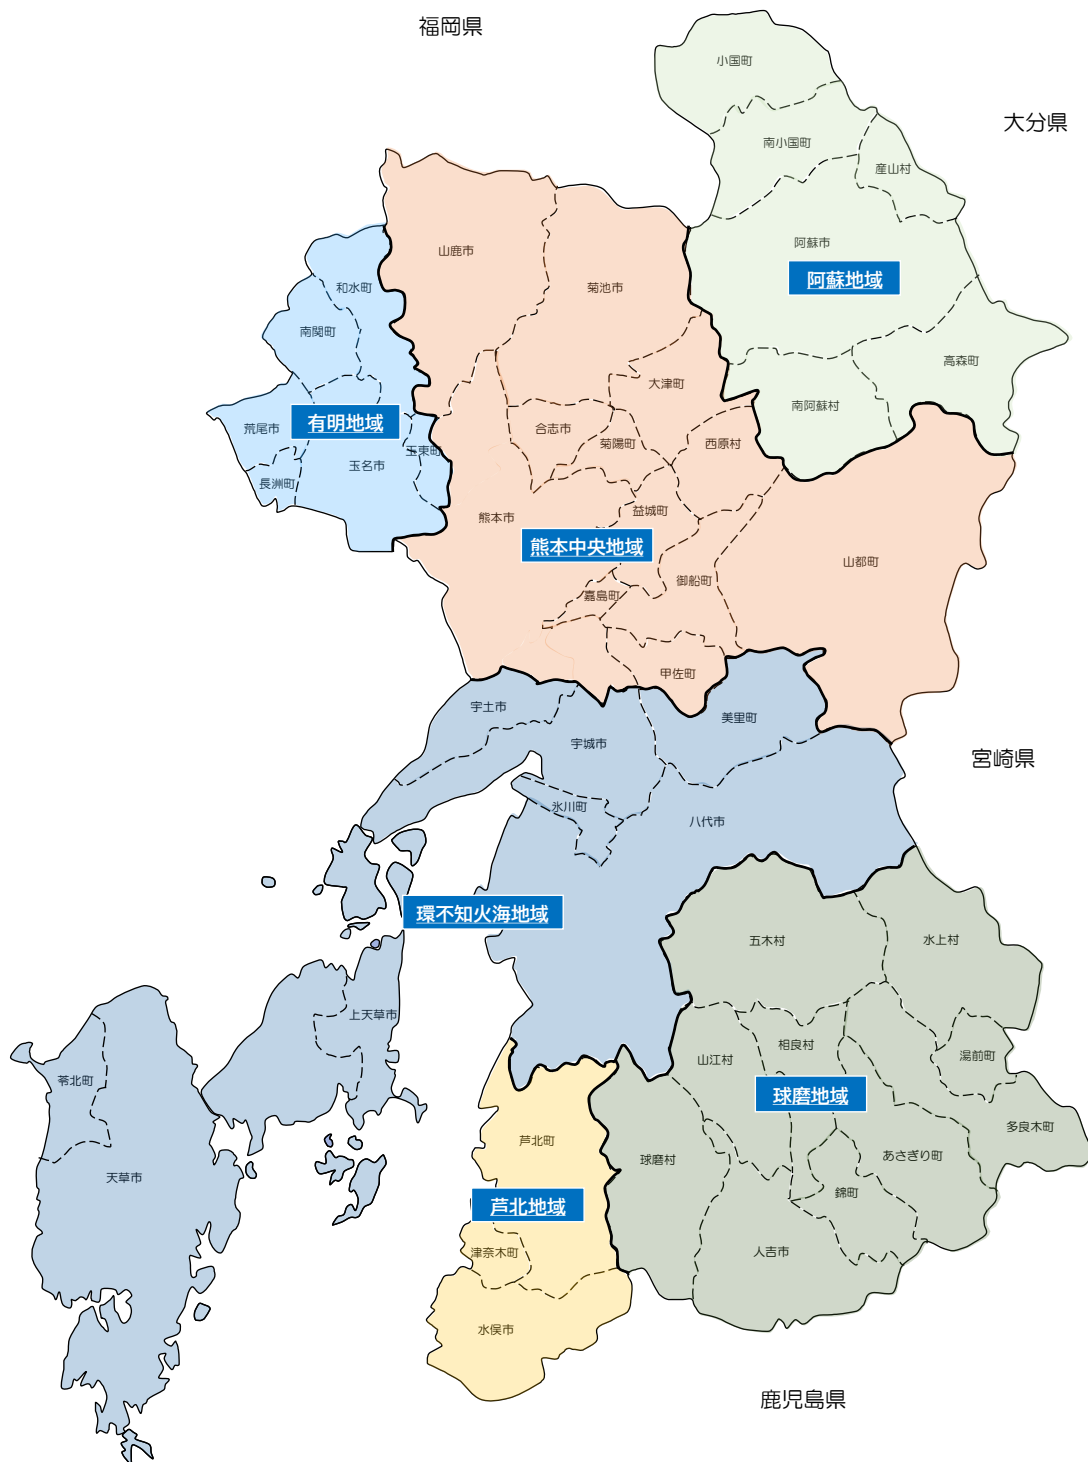 福岡県
小国町
大分県
南小国町
産山村
山鹿市
阿蘇市
阿蘇地域
和水町
菊池市
南関町
高森町
大津町
南阿蘇村
有明地域
荒尾市
合志市
菊陽町
西原村
玉東町
玉名市
長洲町
益城町
熊本市
熊本中央地域
山都町
御船町
嘉島町
甲佐町
宇土市
美里町
宇城市
宮崎県
氷川町
八代市
環不知火海地域
五木村
水上村
上天草市
相良村
山江村
湯前町
苓北町
球磨地域
多良木町
芦北町
あさぎり町
球磨村
天草市
錦町
芦北地域
津奈木町
人吉市
水俣市
鹿児島県